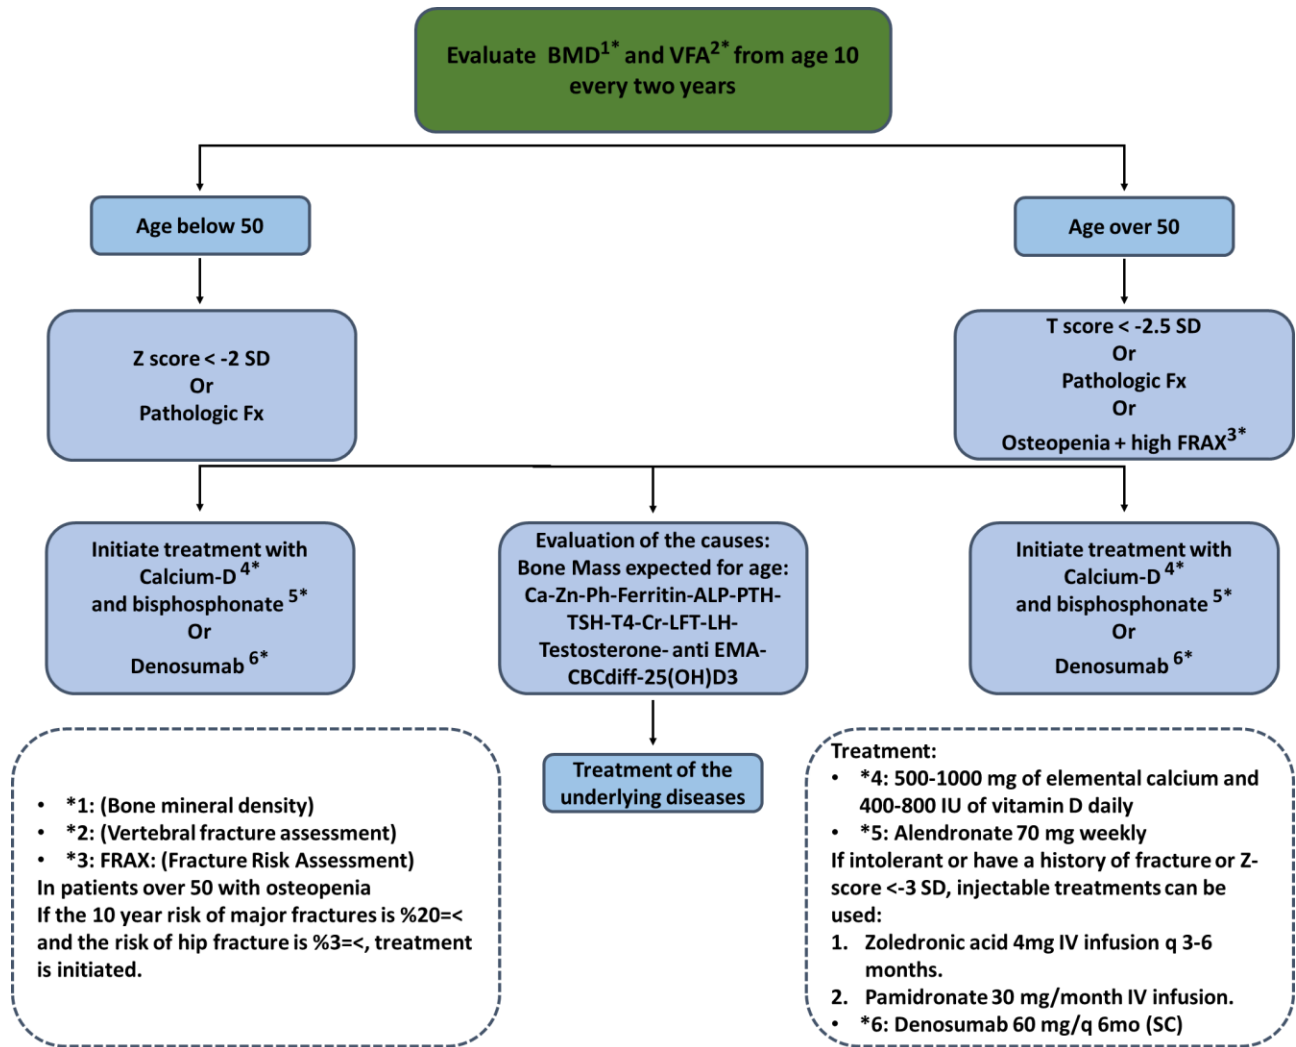 Evaluate BMD1* and VFA2* from age 10
every two years
Age below 50
Age over 50
Z score < -2 SD
Or
Pathologic Fx
T score < -2.5 SD
Or
Pathologic Fx
Or
Osteopenia + high FRAX3*
Initiate treatment with
Calcium-D 4*
and bisphosphonate 5*
Or
Denosumab 6*
Evaluation of the causes:
Bone Mass expected for age:
Ca-Zn-Ph-Ferritin-ALP-PTH-
TSH-T4-Cr-LFT-LH-
Testosterone- anti EMA-
CBCdiff-25(OH)D3
Initiate treatment with
Calcium-D 4*
and bisphosphonate 5*
Or
Denosumab 6*
Treatment of the
underlying diseases
• *1: (Bone mineral density)
• *2: (Vertebral fracture assessment)
• *3: FRAX: (Fracture Risk Assessment)
In patients over 50 with osteopenia
If the 10 year risk of major fractures is %20=<
and the risk of hip fracture is %3=<, treatment
is initiated.
Treatment:
• *4: 500-1000 mg of elemental calcium and
400-800 IU of vitamin D daily
• *5: Alendronate 70 mg weekly
If intolerant or have a history of fracture or Z-
score <-3 SD, injectable treatments can be
used:
1. Zoledronic acid 4mg IV infusion q 3-6
months.
2. Pamidronate 30 mg/month IV infusion.
• *6: Denosumab 60 mg/q 6mo (SC)